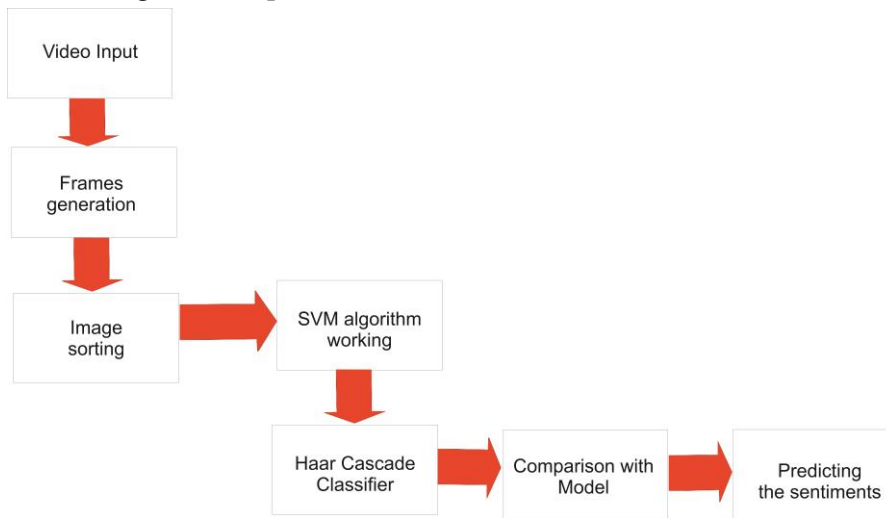 Video Input
Frames
generation
Image
sorting
SVM algorithm
working
Haar Cascade
Classifier
Comparison with
Model
Predicting
the sentiments